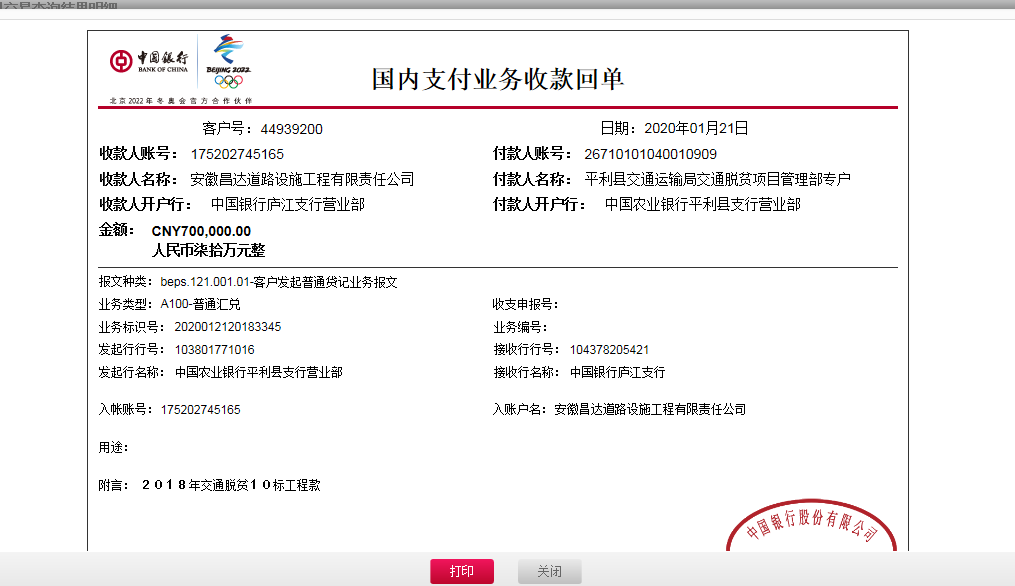 交易查询结果明细
中国银行
BANK OF CHINA
BEIJING 2022
北京2022年冬奥会官方合作伙伴
国内支付业务收款回单
客户号：44939200 日期：2020年01月21日
收款人账号：175202745165 付款人账号：26710101040010909
收款人名称：安徽昌达道路设施工程有限责任公司 付款人名称：平利县交通运输局交通脱贫项目管理部专户
收款人开户行：中国银行庐江支行营业部 付款人开户行：中国农业银行平利县支行营业部
金额：CNY700,000.00
人民币柒拾万元整
报文种类：beps.121.001.01-客户发起普通贷记业务报文
业务类型：A100-普通汇兑 收支申报号：
业务标识号：2020012120183345 业务编号：
发起行行号：103801771016 接收行行号：104378205421
发起行名称：中国农业银行平利县支行营业部 接收行名称：中国银行庐江支行
入帐账号：175202745165 入账户名：安徽昌达道路设施工程有限责任公司
用途：
附言：２０１８年交通脱贫１０标工程款
中国银行股份有限公司
打印 关闭